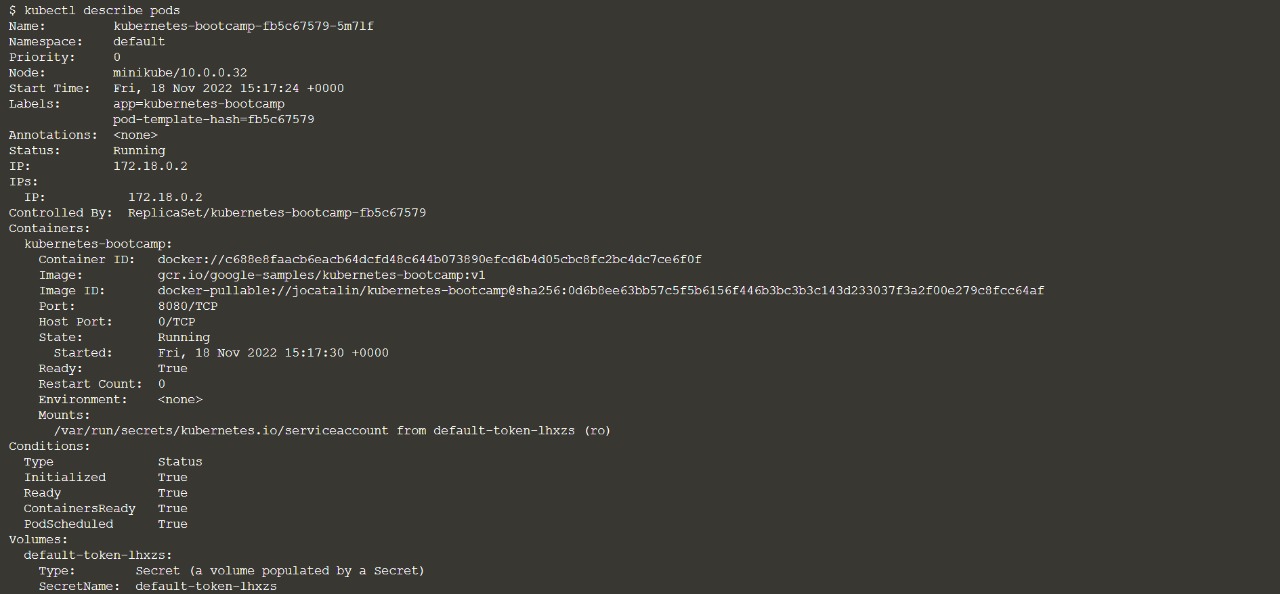 $ kubectl describe pods
Name:         kubernetes-bootcamp-fb5c67579-5m7lf
Namespace:    default
Priority:     0
Node:         minikube/10.0.0.32
Start Time:   Fri, 18 Nov 2022 15:17:24 +0000
Labels:       app=kubernetes-bootcamp
              pod-template-hash=fb5c67579
Annotations:  <none>
Status:       Running
IP:           172.18.0.2
IPs:
  IP:           172.18.0.2
Controlled By:  ReplicaSet/kubernetes-bootcamp-fb5c67579
Containers:
  kubernetes-bootcamp:
    Container ID:   docker://c688e8faacb6eacb64dcfd48c644b073890efcd6b4d05cbc8fc2bc4dc7ce6f0f
    Image:          gcr.io/google-samples/kubernetes-bootcamp:v1
    Image ID:       docker-pullable://jocatalin/kubernetes-bootcamp@sha256:0d6b8ee63bb57c5f5b6156f446b3bc3b3c143d233037f3a2f00e279c8fcc64af
    Port:           8080/TCP
    Host Port:      0/TCP
    State:          Running
      Started:      Fri, 18 Nov 2022 15:17:30 +0000
    Ready:          True
    Restart Count:  0
    Environment:    <none>
    Mounts:
      /var/run/secrets/kubernetes.io/serviceaccount from default-token-lhxzs (ro)
Conditions:
  Type              Status
  Initialized       True
  Ready             True
  ContainersReady   True
  PodScheduled      True
Volumes:
  default-token-lhxzs:
    Type:        Secret (a volume populated by a Secret)
    SecretName:  default-token-lhxzs